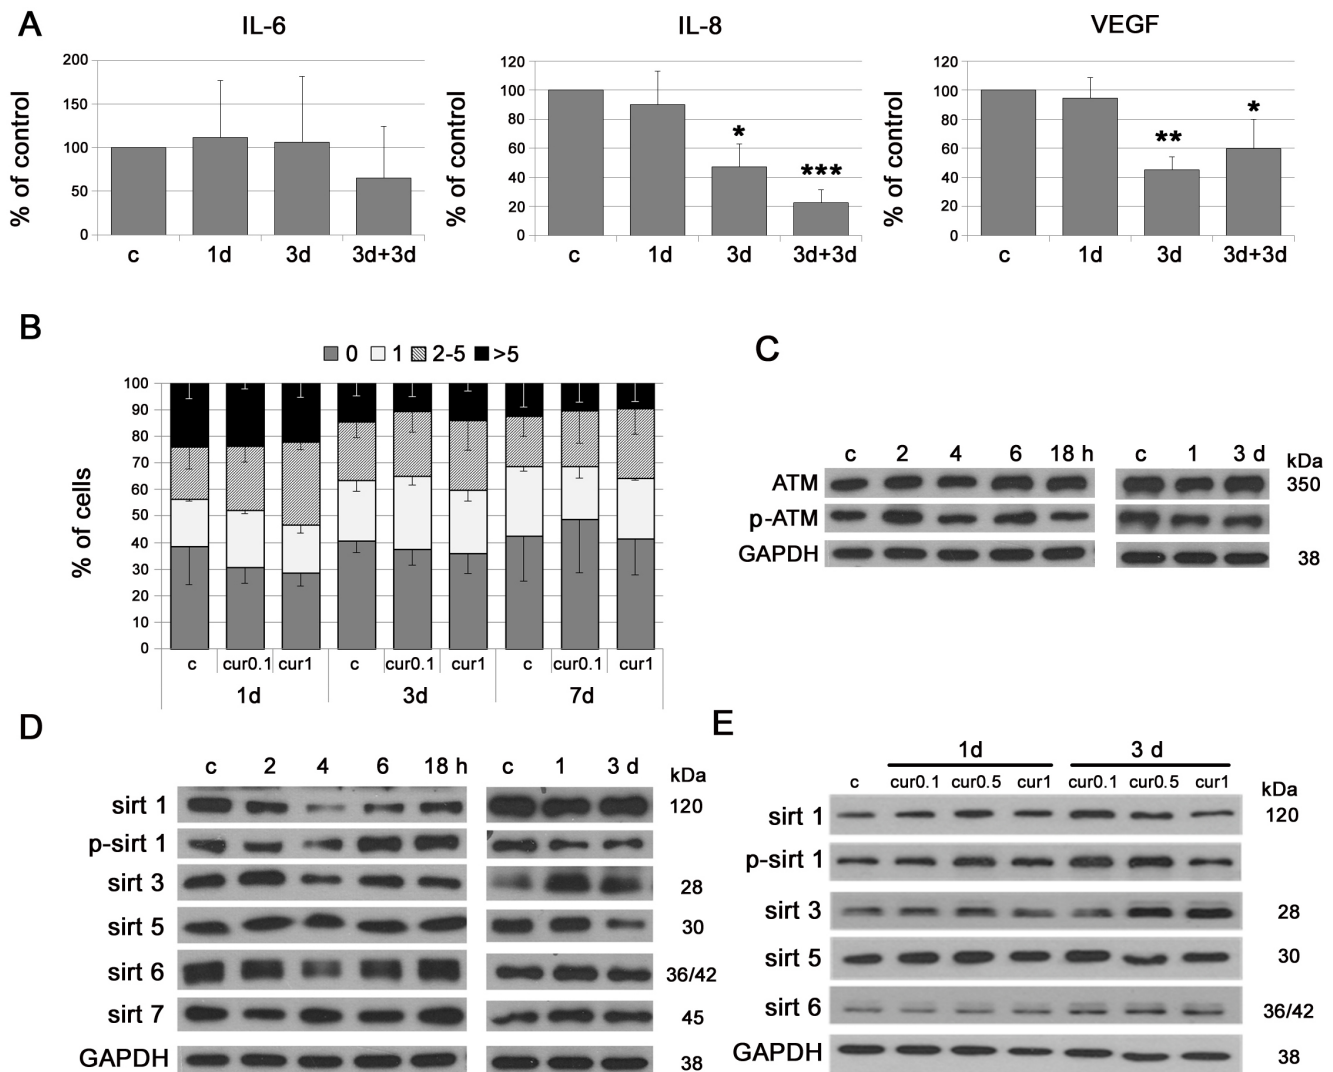 A
IL-6
IL-8
VEGF
% of control
200
150
100
50
0
c 1d 3d 3d+3d
% of control
120
100
80
60
40
20
0
*
***
c 1d 3d 3d+3d
% of control
120
100
80
60
40
20
0
**
*
c 1d 3d 3d+3d
B
0 1 2-5 >5
% of cells
100
90
80
70
60
50
40
30
20
10
0
c cur0.1 cur1 c cur0.1 cur1 c cur0.1 cur1
1d 3d 7d
C
c 2 4 6 18 h c 1 3 d kDa
ATM 350
p-ATM
GAPDH 38
D
c 2 4 6 18 h c 1 3 d kDa
sirt 1 120
p-sirt 1
sirt 3 28
sirt 5 30
sirt 6 36/42
sirt 7 45
GAPDH 38
E
1d 3 d
c cur0.1 cur0.5 cur1 cur0.1 cur0.5 cur1 kDa
sirt 1 120
p-sirt 1
sirt 3 28
sirt 5 30
sirt 6 36/42
GAPDH 38